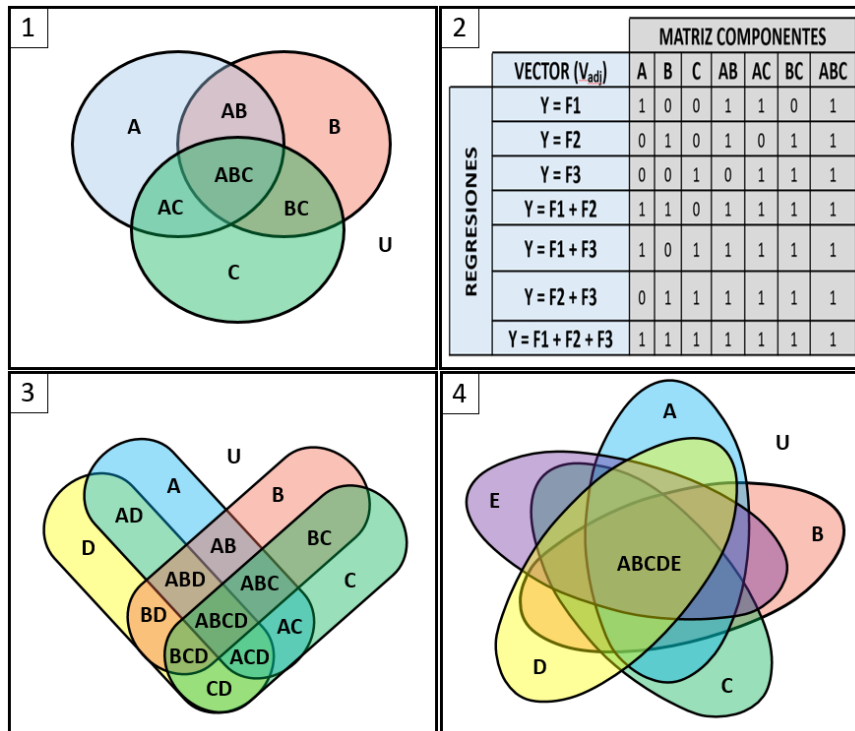 1
A
AB
B
ABC
AC
BC
U
C
2
MATRIZ COMPONENTES
VECTOR (Vadj) A B C AB AC BC ABC
REGRESIONES
Y = F1 1 0 0 1 1 0 1
Y = F2 0 1 0 1 0 1 1
Y = F3 0 0 1 0 1 1 1
Y = F1 + F2 1 1 0 1 1 1 1
Y = F1 + F3 1 0 1 1 1 1 1
Y = F2 + F3 0 1 1 1 1 1 1
Y = F1 + F2 + F3 1 1 1 1 1 1 1
3
U
A B
AD
D AB BC
ABD ABC C
BD ABCD AC
BCD ACD
CD
4
A
U
E
B
ABCDE
D
C